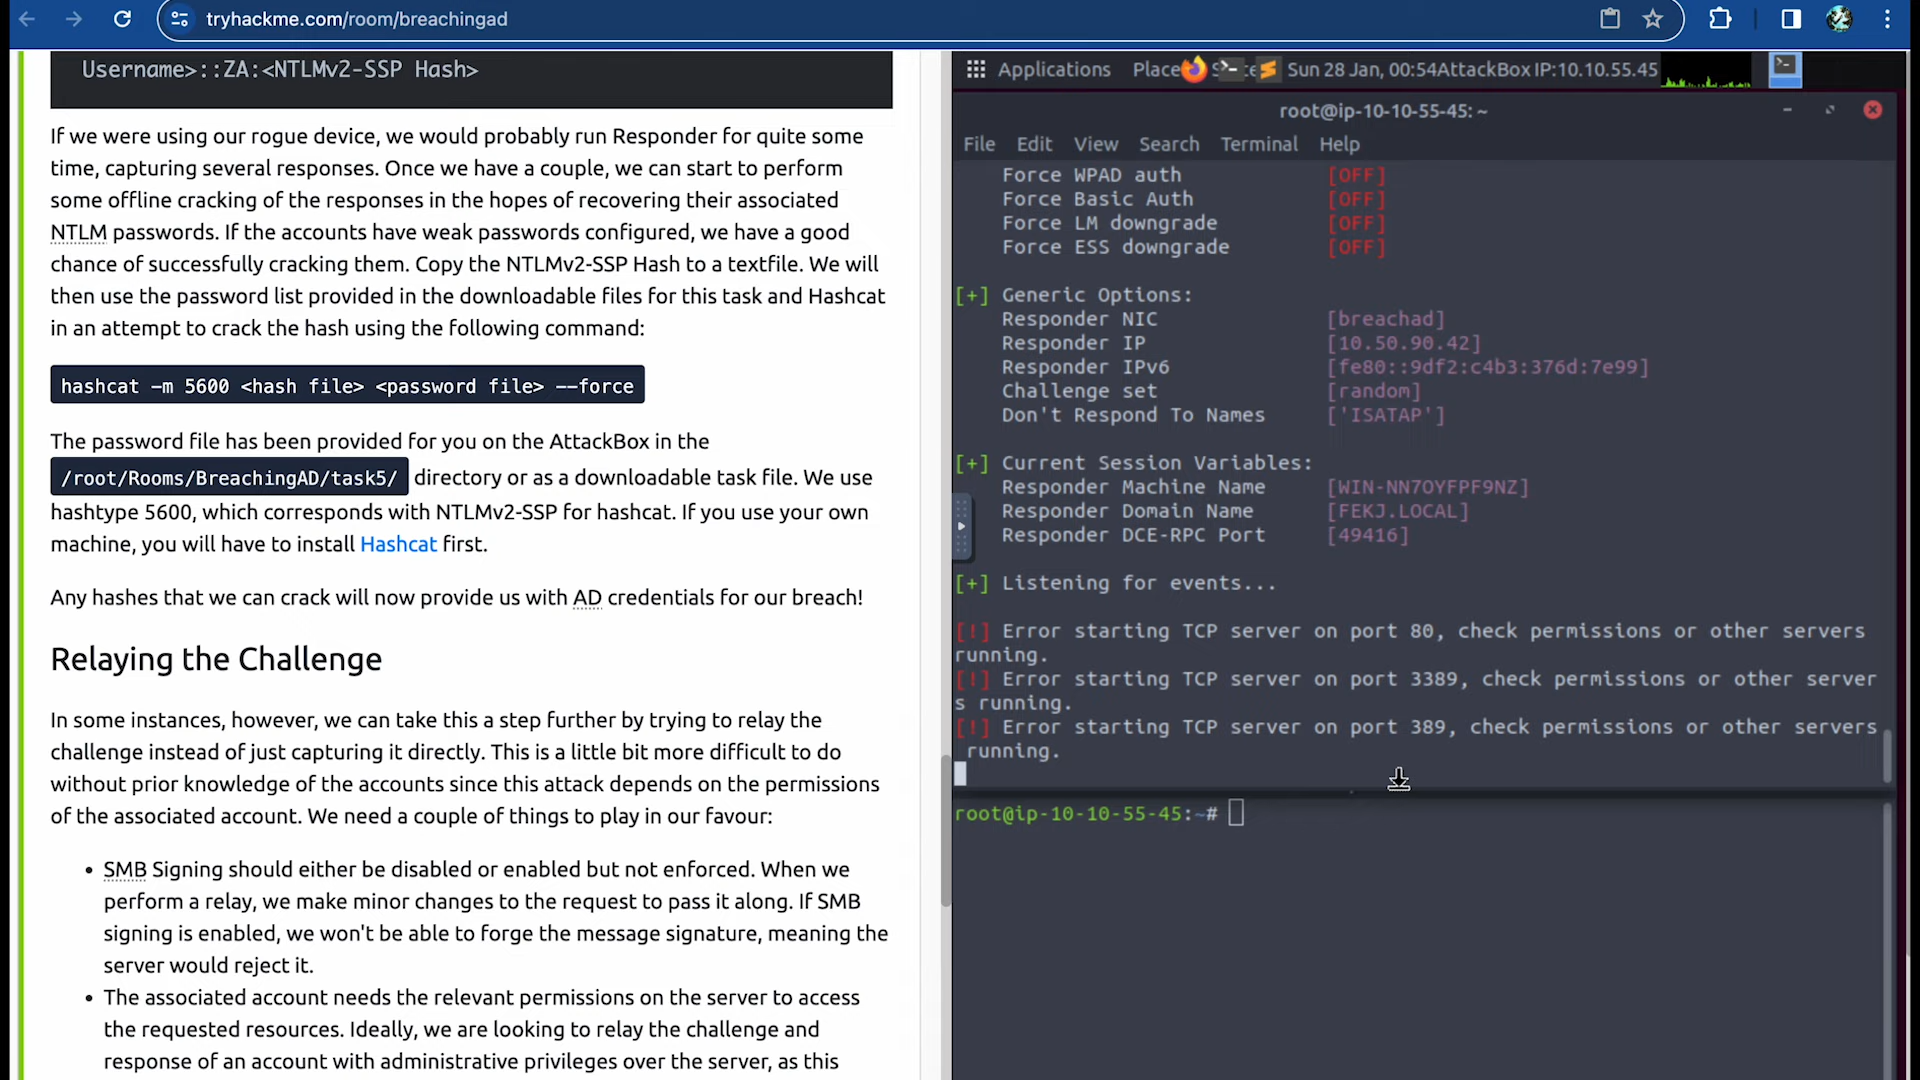 tryhackme.com/room/breachingad
Username>::ZA:<NTLMv2-SSP Hash>
If we were using our rogue device, we would probably run Responder for quite some
time, capturing several responses. Once we have a couple, we can start to perform
some offline cracking of the responses in the hopes of recovering their associated
NTLM passwords. If the accounts have weak passwords configured, we have a good
chance of successfully cracking them. Copy the NTLMv2-SSP Hash to a textfile. We will
then use the password list provided in the downloadable files for this task and Hashcat
in an attempt to crack the hash using the following command:
hashcat -m 5600 <hash file> <password file> --force
The password file has been provided for you on the AttackBox in the
/root/Rooms/BreachingAD/task5/ directory or as a downloadable task file. We use
hashtype 5600, which corresponds with NTLMv2-SSP for hashcat. If you use your own
machine, you will have to install Hashcat first.
Any hashes that we can crack will now provide us with AD credentials for our breach!
Relaying the Challenge
In some instances, however, we can take this a step further by trying to relay the
challenge instead of just capturing it directly. This is a little bit more difficult to do
without prior knowledge of the accounts since this attack depends on the permissions
of the associated account. We need a couple of things to play in our favour:
• SMB Signing should either be disabled or enabled but not enforced. When we
perform a relay, we make minor changes to the request to pass it along. If SMB
signing is enabled, we won't be able to forge the message signature, meaning the
server would reject it.
• The associated account needs the relevant permissions on the server to access
the requested resources. Ideally, we are looking to relay the challenge and
response of an account with administrative privileges over the server, as this
Applications Place Sun 28 Jan, 00:54 AttackBox IP:10.10.55.45
root@ip-10-10-55-45: ~
File Edit View Search Terminal Help
Force WPAD auth [OFF]
Force Basic Auth [OFF]
Force LM downgrade [OFF]
Force ESS downgrade [OFF]
[+] Generic Options:
Responder NIC [breachad]
Responder IP [10.50.90.42]
Responder IPv6 [fe80::9df2:c4b3:376d:7e99]
Challenge set [random]
Don't Respond To Names ['ISATAP']
[+] Current Session Variables:
Responder Machine Name [WIN-NN7OYFPF9NZ]
Responder Domain Name [FEKJ.LOCAL]
Responder DCE-RPC Port [49416]
[+] Listening for events...
[!] Error starting TCP server on port 80, check permissions or other servers
running.
[!] Error starting TCP server on port 3389, check permissions or other server
s running.
[!] Error starting TCP server on port 389, check permissions or other servers
running.
root@ip-10-10-55-45:~#